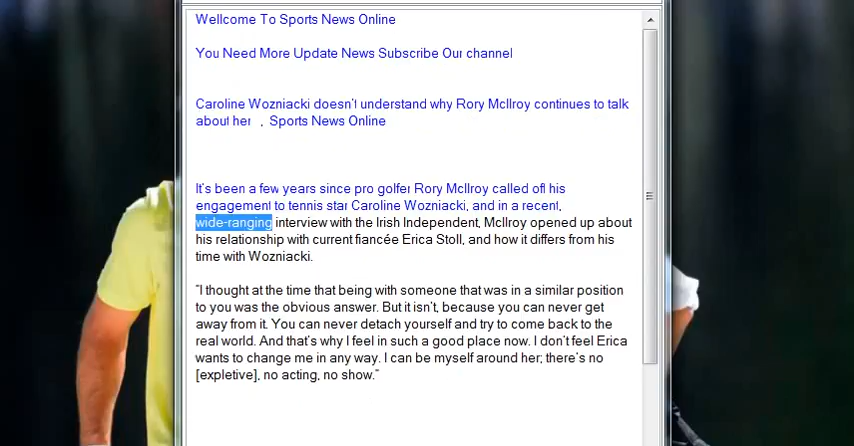 Wellcome To Sports News Online
You Need More Update News Subscribe Our channel
Caroline Wozniacki doesn't understand why Rory McIlroy continues to talk
about her , Sports News Online
It's been a few years since pro golfer Rory McIlroy called off his
engagement to tennis star Caroline Wozniacki, and in a recent,
wide-ranging interview with the Irish Independent, McIlroy opened up about
his relationship with current fiancée Erica Stoll, and how it differs from his
time with Wozniacki.
"I thought at the time that being with someone that was in a similar position
to you was the obvious answer. But it isn't, because you can never get
away from it. You can never detach yourself and try to come back to the
real world. And that's why I feel in such a good place now. I don't feel Erica
wants to change me in any way. I can be myself around her; there's no
[expletive], no acting, no show."